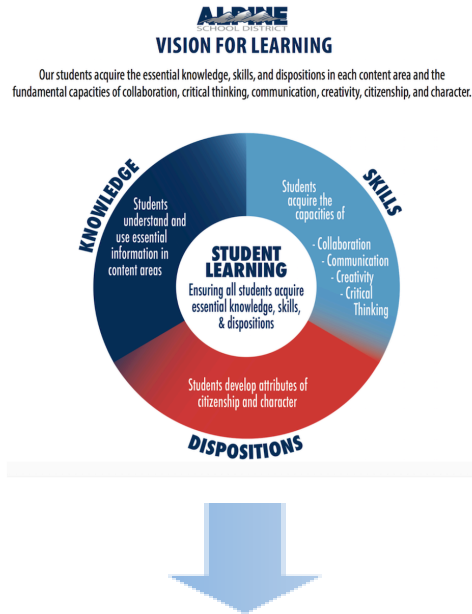 ALPINE
SCHOOL DISTRICT
VISION FOR LEARNING
Our students acquire the essential knowledge, skills, and dispositions in each content area and the
fundamental capacities of collaboration, critical thinking, communication, creativity, citizenship, and character.
KNOWLEDGE
Students
understand and
use essential
information in
content areas
SKILLS
Students
acquire the
capacities of
- Collaboration
- Communication
- Creativity
- Critical
Thinking
STUDENT
LEARNING
Ensuring all students acquire
essential knowledge, skills,
& dispositions
Students develop attributes of
citizenship and character
DISPOSITIONS